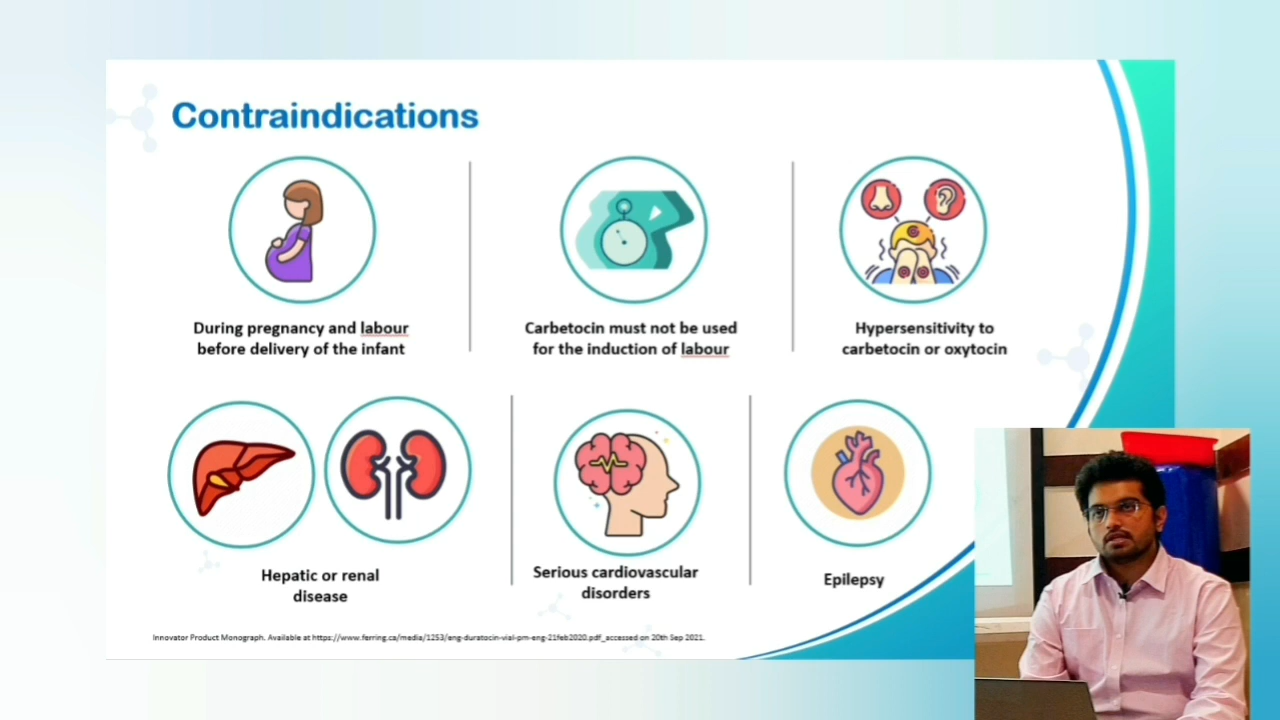 Contraindications
During pregnancy and labour
before delivery of the infant
Carbetocin must not be used
for the induction of labour
Hypersensitivity to
carbetocin or oxytocin
Hepatic or renal
disease
Serious cardiovascular
disorders
Epilepsy
Innovator Product Monograph. Available at https://www.ferring.ca/media/1253/eng-duratocin-vial-pm-eng-21feb2020.pdf_accessed on 20th Sep 2021.